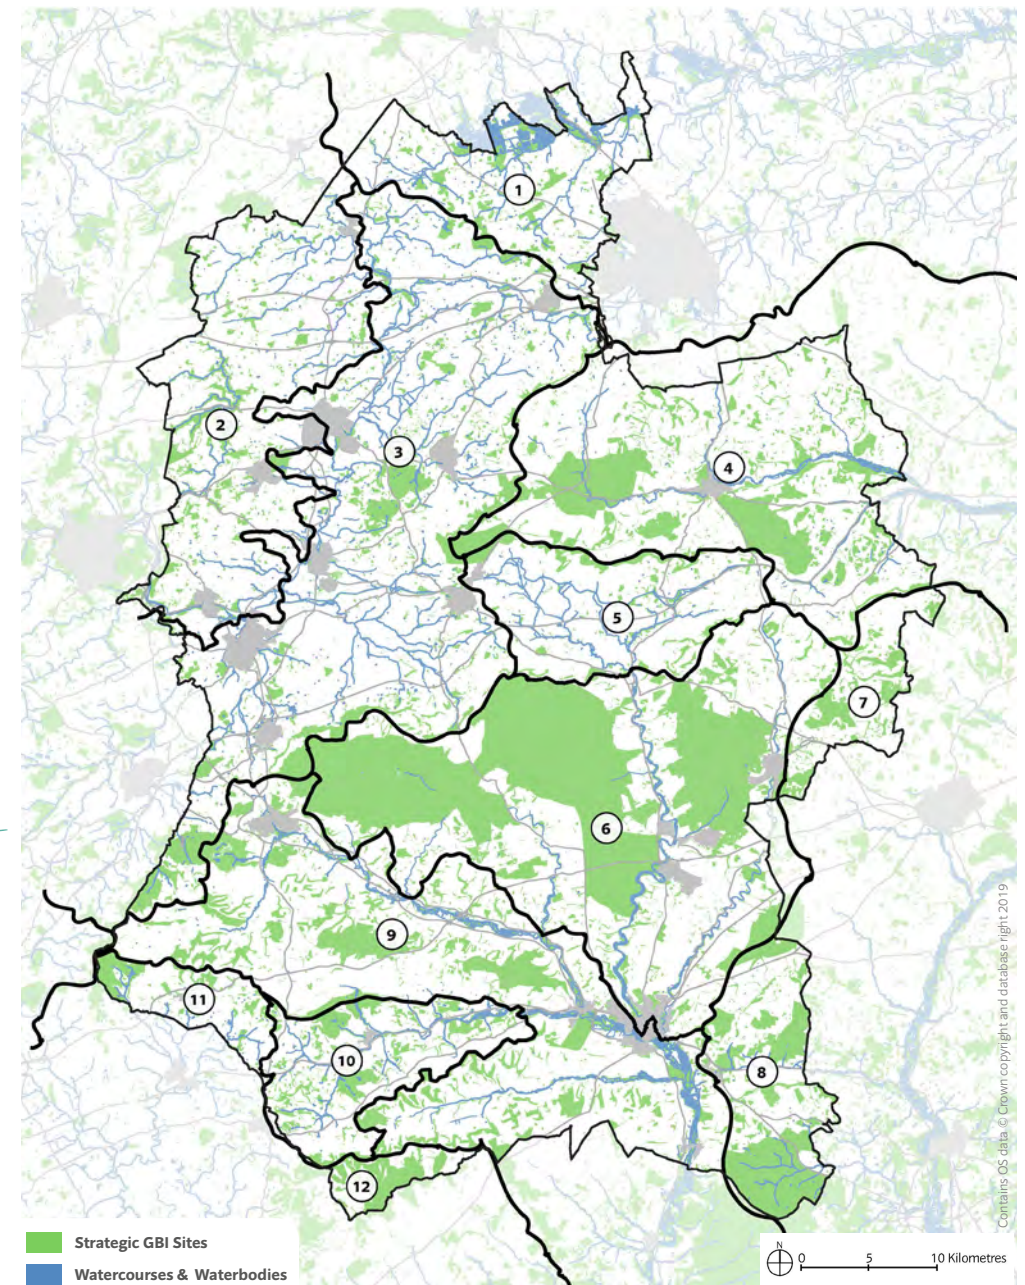 1
2
3
4
5
6
7
8
9
10
11
12
Contains OS data © Crown copyright and database right 2019
Strategic GBI Sites
Watercourses & Waterbodies
N
0 5 10 Kilometres